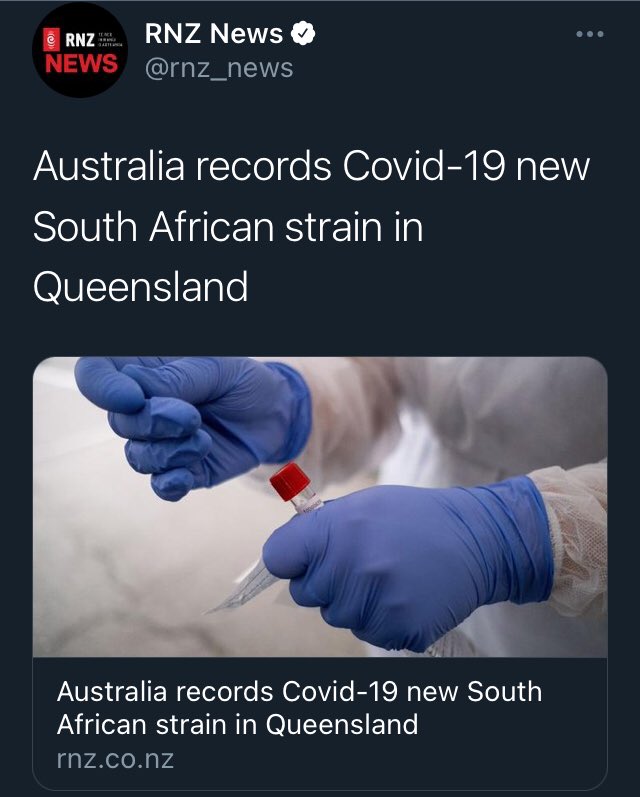 RNZ
NEWS
RNZ News
@rnz_news
Australia records Covid-19 new
South African strain in
Queensland
Australia records Covid-19 new South
African strain in Queensland
rnz.co.nz